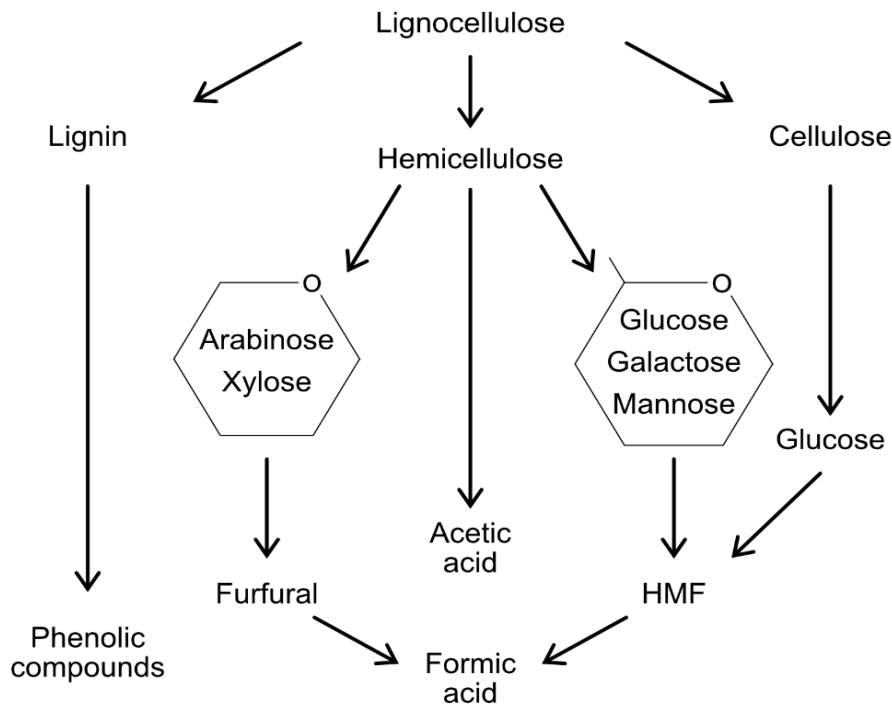 Lignocellulose
Lignin
Hemicellulose
Cellulose
O
Arabinose
Xylose
O
Glucose
Galactose
Mannose
Glucose
Acetic
acid
Furfural
HMF
Phenolic
compounds
Formic
acid